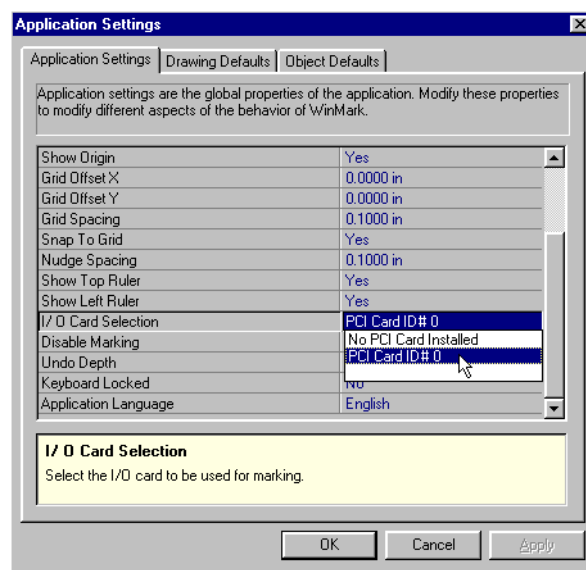 Application Settings
Application Settings Drawing Defaults Object Defaults
Application settings are the global properties of the application. Modify these properties
to modify different aspects of the behavior of WinMark.
Show Origin Yes
Grid Offset X 0.0000 in
Grid Offset Y 0.0000 in
Grid Spacing 0.1000 in
Snap To Grid Yes
Nudge Spacing 0.1000 in
Show Top Ruler Yes
Show Left Ruler Yes
I/ O Card Selection PCI Card ID# 0
Disable Marking No PCI Card Installed
Undo Depth PCI Card ID# 0
Keyboard Locked No
Application Language English
I/ O Card Selection
Select the I/O card to be used for marking.
OK Cancel Apply